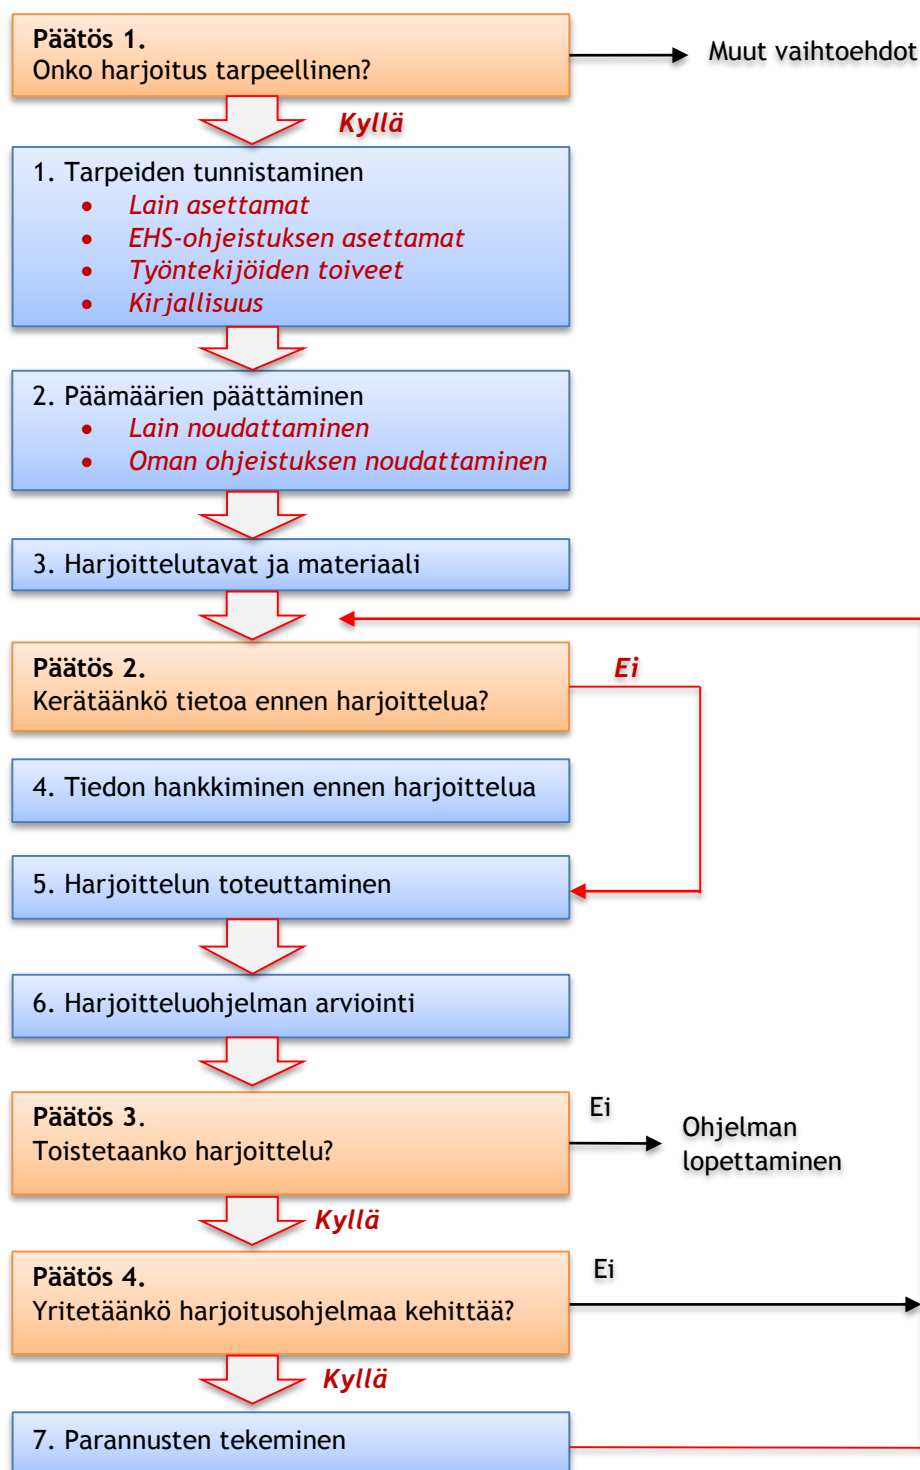 Päätös 1.
Onko harjoitus tarpeellinen?
Muut vaihtoehdot
Kyllä
1. Tarpeiden tunnistaminen
• Lain asettamat
• EHS-ohjeistuksen asettamat
• Työntekijöiden toiveet
• Kirjallisuus
2. Päämäärien päättäminen
• Lain noudattaminen
• Oman ohjeistuksen noudattaminen
3. Harjoittelutavat ja materiaali
Päätös 2.
Kerätäänkö tietoa ennen harjoittelua?
Ei
4. Tiedon hankkiminen ennen harjoittelua
5. Harjoittelun toteuttaminen
6. Harjoitteluohjelman arviointi
Päätös 3.
Toistetaanko harjoittelu?
Ei
Ohjelman
lopettaminen
Kyllä
Päätös 4.
Yritetäänkö harjoitusohjelmaa kehittää?
Ei
Kyllä
7. Parannusten tekeminen